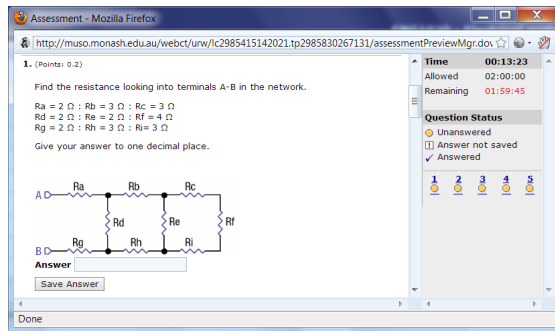 Assessment - Mozilla Firefox
http://muso.monash.edu.au/webct/urw/lc2985415142021.tp2985830267131/assessmentPreviewMgr.dov
1. (Points: 0.2)
Find the resistance looking into terminals A-B in the network.
Ra = 2 Ω : Rb = 3 Ω : Rc = 3 Ω
Rd = 2 Ω : Re = 2 Ω : Rf = 4 Ω
Rg = 2 Ω : Rh = 3 Ω : Ri= 3 Ω
Give your answer to one decimal place.
Ra Rb Rc
A
Rd Re Rf
Rg Rh Ri
B
Answer
Save Answer
Time 00:13:23
Allowed 02:00:00
Remaining 01:59:45
Question Status
Unanswered
Answer not saved
Answered
1 2 3 4 5
Done